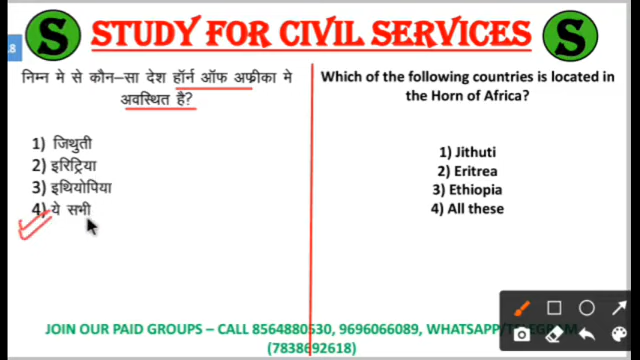 S STUDY FOR CIVIL SERVICES S
.8
निम्न मे से कौन–सा देश हॉर्न ऑफ अफ्रीका मे
अवस्थित है?
1) जिथुती
2) इरिट्रिया
3) इथियोपिया
4) ये सभी
Which of the following countries is located in
the Horn of Africa?
1) Jithuti
2) Eritrea
3) Ethiopia
4) All these
JOIN OUR PAID GROUPS – CALL 8564880530, 9696066089, WHATSAPP/TELEGRAM
(7838692618)